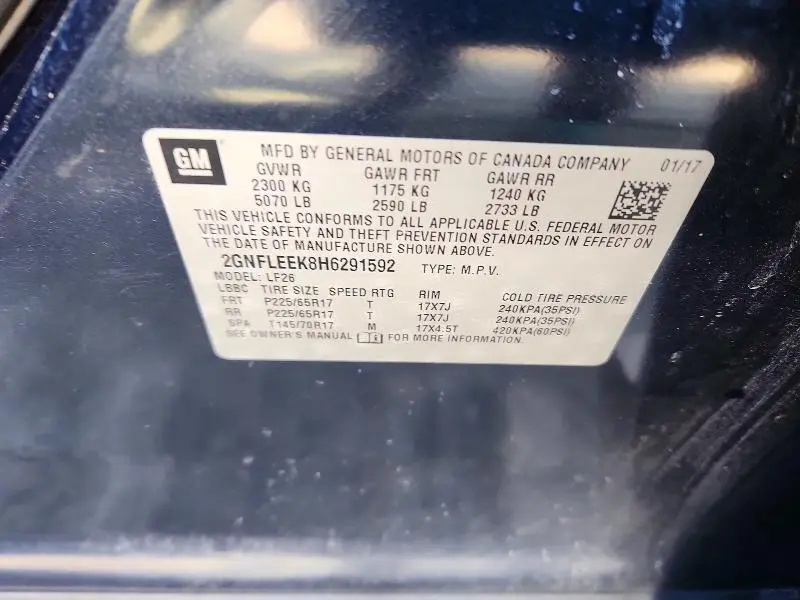 GM
MFD BY GENERAL MOTORS OF CANADA COMPANY 01/17
GVWR GAWR FRT GAWR RR
2300 KG 1175 KG 1240 KG
5070 LB 2590 LB 2733 LB
THIS VEHICLE CONFORMS TO ALL APPLICABLE U.S. FEDERAL MOTOR
VEHICLE SAFETY AND THEFT PREVENTION STANDARDS IN EFFECT ON
THE DATE OF MANUFACTURE SHOWN ABOVE.
2GNFLEEK8H6291592 TYPE: M.P.V.
MODEL: LF26
LBBC TIRE SIZE SPEED RTG RIM COLD TIRE PRESSURE
FRT P225/65R17 T 17X7J 240KPA(35PSI)
RR P225/65R17 T 17X7J 240KPA(35PSI)
SPA T145/70R17 M 17X4.5T 420KPA(60PSI)
SEE OWNER'S MANUAL FOR MORE INFORMATION.